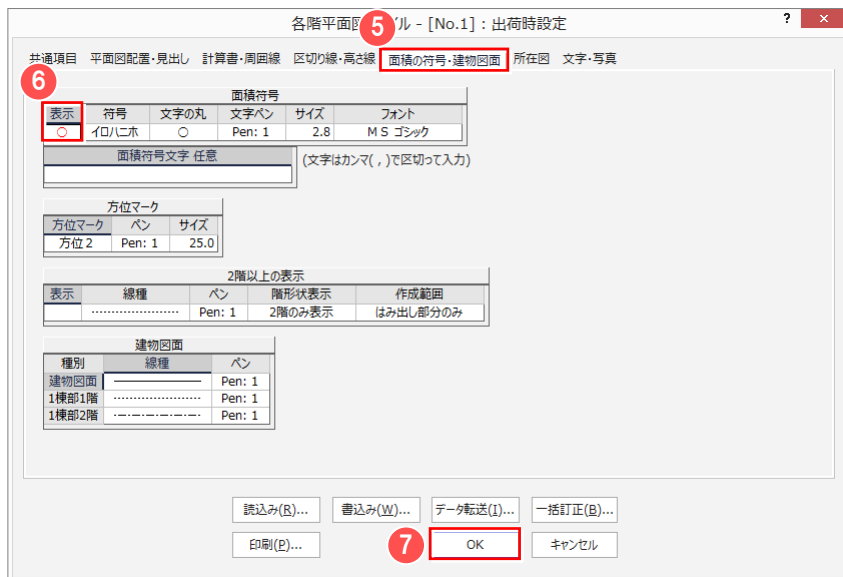 各階平面図 イル - [No.1] : 出荷時設定
? ×
5
共通項目 平面図配置・見出し 計算書・周囲線 区切り線・高さ線 面積の符号・建物図面 所在図 文字・写真
6
面積符号
表示 符号 文字の丸 文字ペン サイズ フォント
○ イロハニホ ○ Pen: 1 2.8 ＭＳ ゴシック
面積符号文字 任意
(文字はカンマ( , )で区切って入力)
方位マーク
方位マーク ペン サイズ
方位2 Pen: 1 25.0
2階以上の表示
表示 線種 ペン 階形状表示 作成範囲
Pen: 1 2階のみ表示 はみ出し部分のみ
建物図面
種別 線種 ペン
建物図面 Pen: 1
1棟部1階 Pen: 1
1棟部2階 Pen: 1
読込み(R)... 書込み(W)... データ転送(I)... 一括訂正(B)...
印刷(P)... 7 OK キャンセル